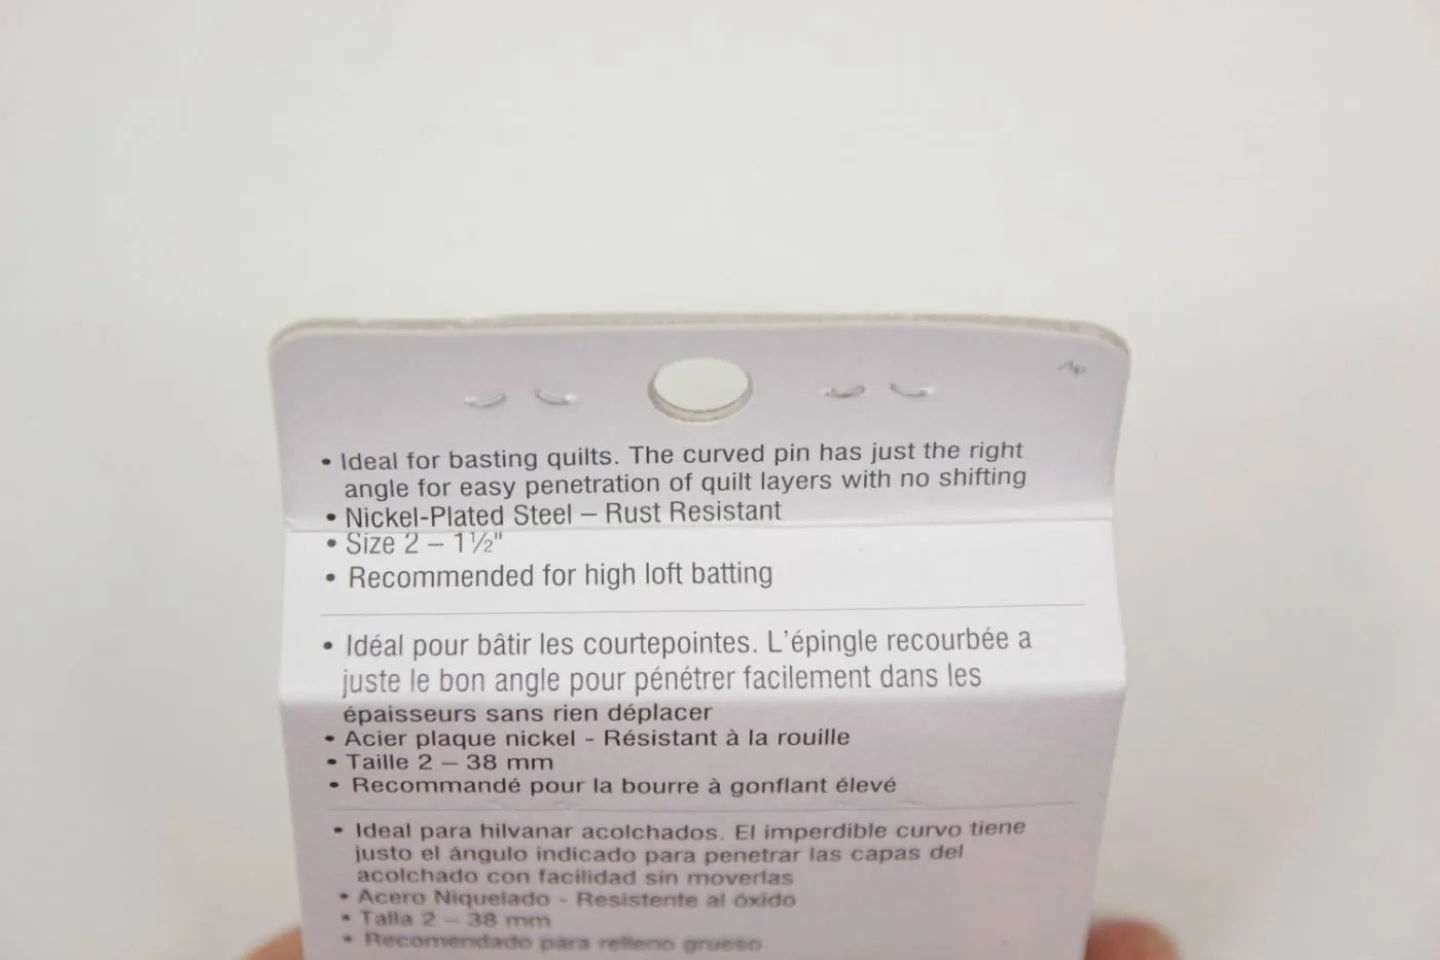 • Ideal for basting quilts. The curved pin has just the right
angle for easy penetration of quilt layers with no shifting
• Nickel-Plated Steel – Rust Resistant
• Size 2 – 1½"
• Recommended for high loft batting
• Idéal pour bâtir les courtepointes. L'épingle recourbée a
juste le bon angle pour pénétrer facilement dans les
épaisseurs sans rien déplacer
• Acier plaque nickel - Résistant à la rouille
• Taille 2 – 38 mm
• Recommandé pour la bourre à gonflant élevé
• Ideal para hilvanar acolchados. El imperdible curvo tiene
justo el ángulo indicado para penetrar las capas del
acolchado con facilidad sin moverlas
• Acero Niquelado - Resistente al óxido
• Talla 2 – 38 mm
• Recomendado para relleno grueso